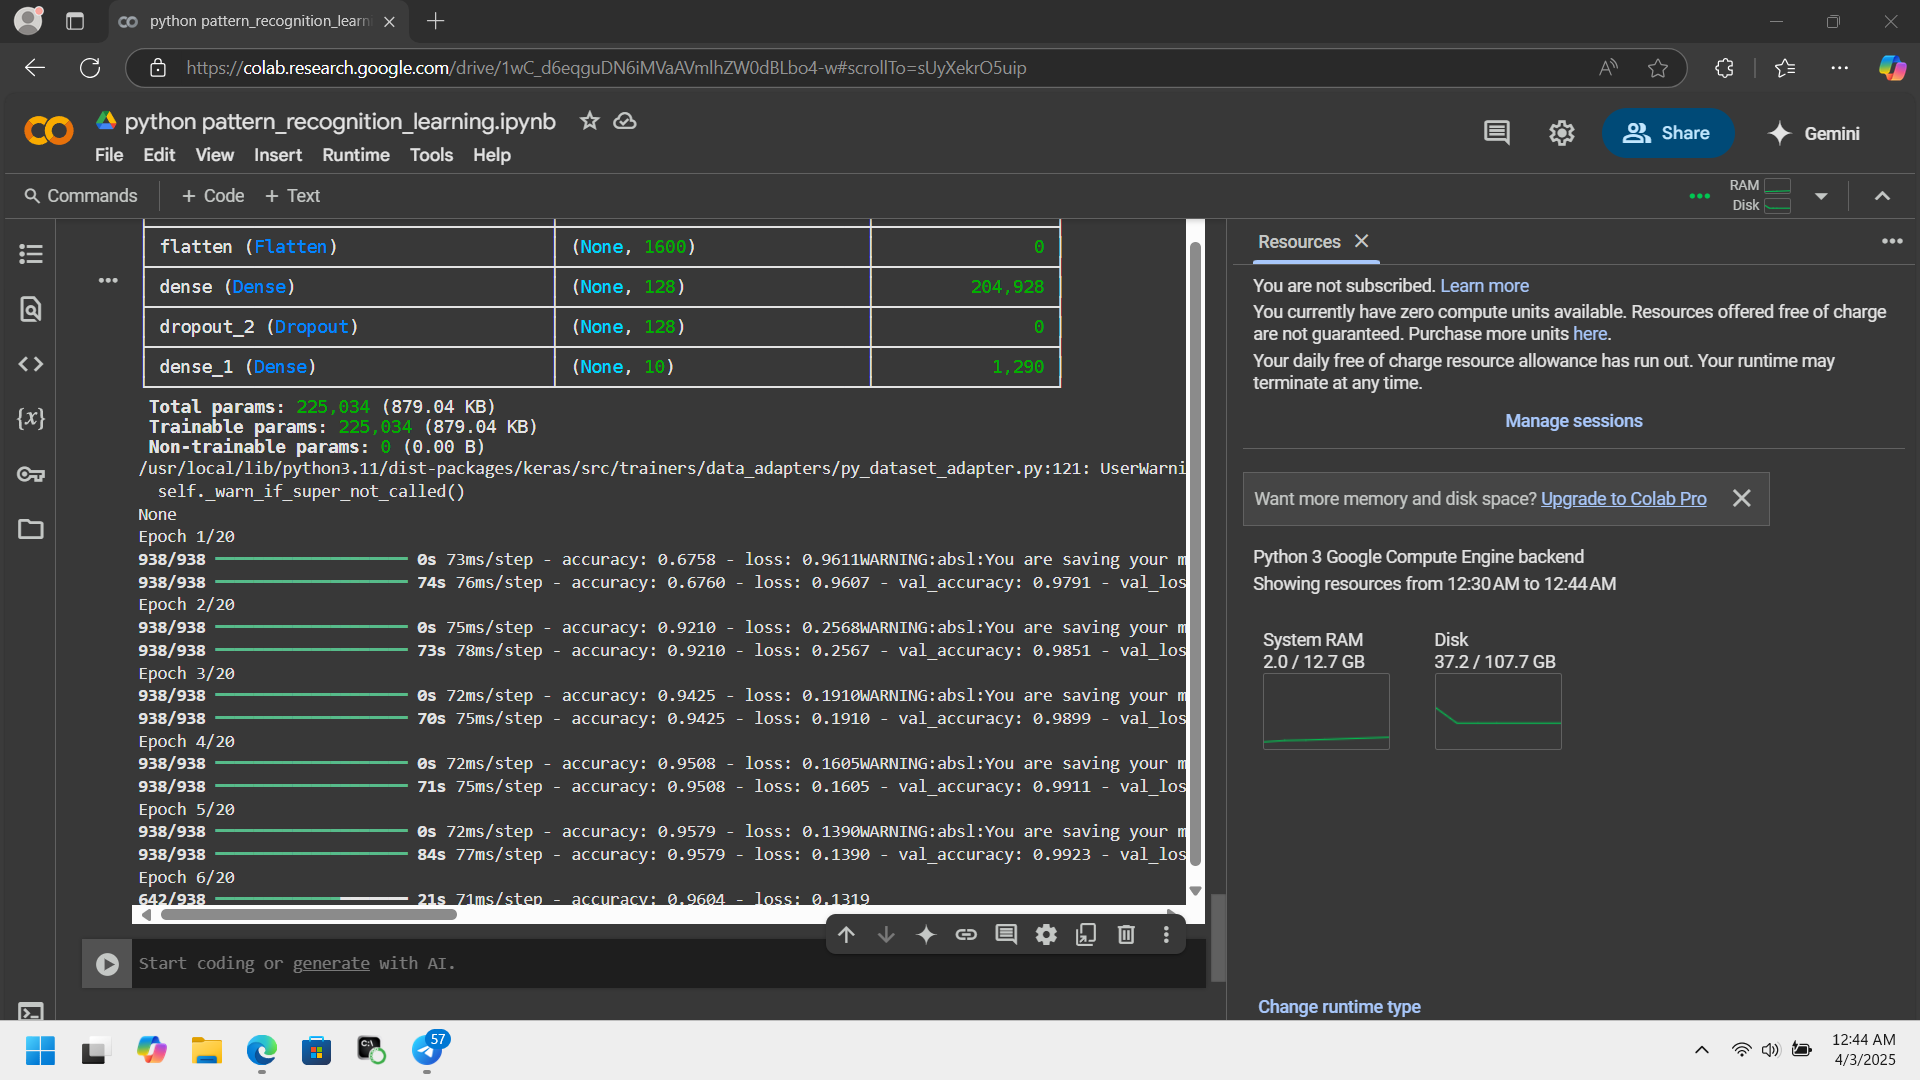 python pattern_recognition_learni
https://colab.research.google.com/drive/1wC_d6eqguDN6iMVaAVmlhZW0dBLbo4-w#scrollTo=sUyXekrO5uip
python pattern_recognition_learning.ipynb
File Edit View Insert Runtime Tools Help
Share
Gemini
Commands + Code + Text
RAM
Disk
flatten (Flatten) (None, 1600) 0
dense (Dense) (None, 128) 204,928
dropout_2 (Dropout) (None, 128) 0
dense_1 (Dense) (None, 10) 1,290
Total params: 225,034 (879.04 KB)
Trainable params: 225,034 (879.04 KB)
Non-trainable params: 0 (0.00 B)
/usr/local/lib/python3.11/dist-packages/keras/src/trainers/data_adapters/py_dataset_adapter.py:121: UserWarni
self._warn_if_super_not_called()
None
Epoch 1/20
938/938 0s 73ms/step - accuracy: 0.6758 - loss: 0.9611WARNING:absl:You are saving your m
938/938 74s 76ms/step - accuracy: 0.6760 - loss: 0.9607 - val_accuracy: 0.9791 - val_los
Epoch 2/20
938/938 0s 75ms/step - accuracy: 0.9210 - loss: 0.2568WARNING:absl:You are saving your m
938/938 73s 78ms/step - accuracy: 0.9210 - loss: 0.2567 - val_accuracy: 0.9851 - val_los
Epoch 3/20
938/938 0s 72ms/step - accuracy: 0.9425 - loss: 0.1910WARNING:absl:You are saving your m
938/938 70s 75ms/step - accuracy: 0.9425 - loss: 0.1910 - val_accuracy: 0.9899 - val_los
Epoch 4/20
938/938 0s 72ms/step - accuracy: 0.9508 - loss: 0.1605WARNING:absl:You are saving your m
938/938 71s 75ms/step - accuracy: 0.9508 - loss: 0.1605 - val_accuracy: 0.9911 - val_los
Epoch 5/20
938/938 0s 72ms/step - accuracy: 0.9579 - loss: 0.1390WARNING:absl:You are saving your m
938/938 84s 77ms/step - accuracy: 0.9579 - loss: 0.1390 - val_accuracy: 0.9923 - val_los
Epoch 6/20
642/938 21s 71ms/step - accuracy: 0.9604 - loss: 0.1319
Start coding or generate with AI.
Resources
You are not subscribed. Learn more
You currently have zero compute units available. Resources offered free of charge
are not guaranteed. Purchase more units here.
Your daily free of charge resource allowance has run out. Your runtime may
terminate at any time.
Manage sessions
Want more memory and disk space? Upgrade to Colab Pro
Python 3 Google Compute Engine backend
Showing resources from 12:30 AM to 12:44 AM
System RAM
2.0 / 12.7 GB
Disk
37.2 / 107.7 GB
Change runtime type
57
12:44 AM
4/3/2025